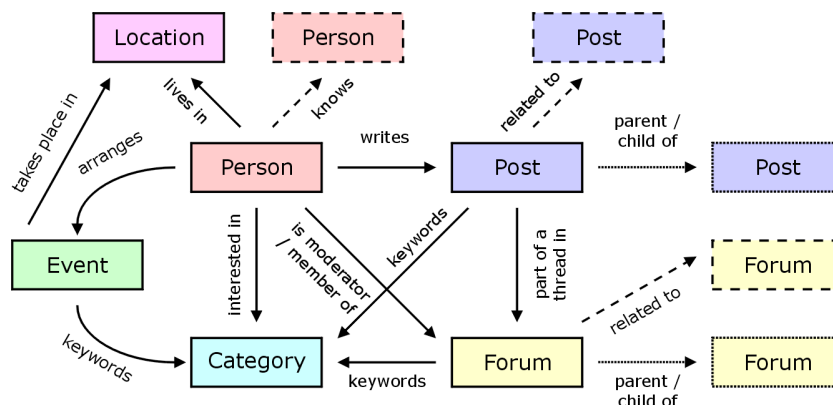 Location
Person
Post
takes place in
lives in
knows
related to
parent /
child of
arranges
Person
writes
Post
Post
Event
interested in
is moderator
/ member of
keywords
part of a
thread in
Forum
related to
keywords
Category
keywords
Forum
Forum
parent /
child of